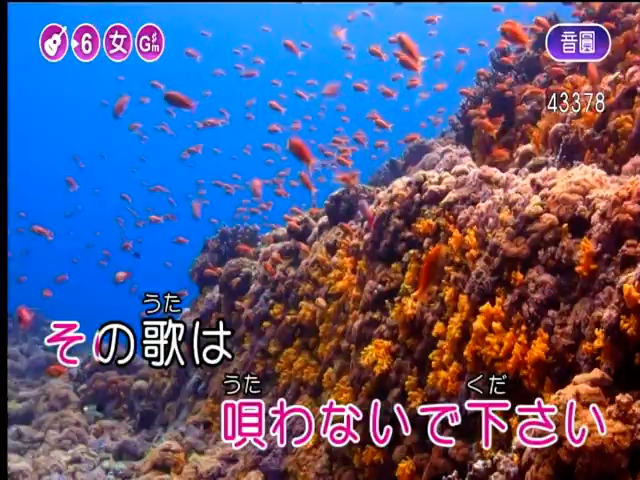 6 女 G♯m
音圓
43378
うた
その歌は
うた くだ
唄わないで下さい